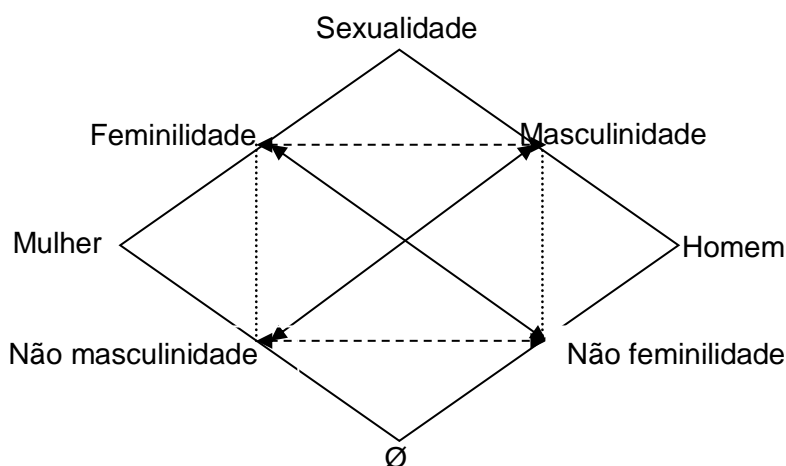 Sexualidade
Feminilidade
Masculinidade
Mulher
Homem
Não masculinidade
Não feminilidade
Ø